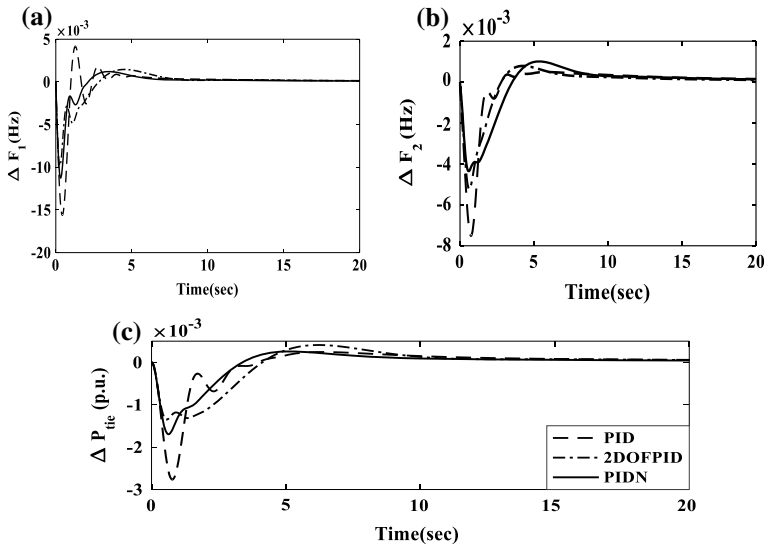 (a)
×10⁻³
5
0
-5
-10
-15
-20
0
5
10
15
20
Δ F₁(Hz)
Time(sec)
(b)
×10⁻³
2
0
-2
-4
-6
-8
0
5
10
15
20
Δ F₂ (Hz)
Time(sec)
(c)
×10⁻³
0
-1
-2
-3
0
5
10
15
20
Δ Pₜᵢₑ (p.u.)
Time(sec)
PID
2DOFPID
PIDN